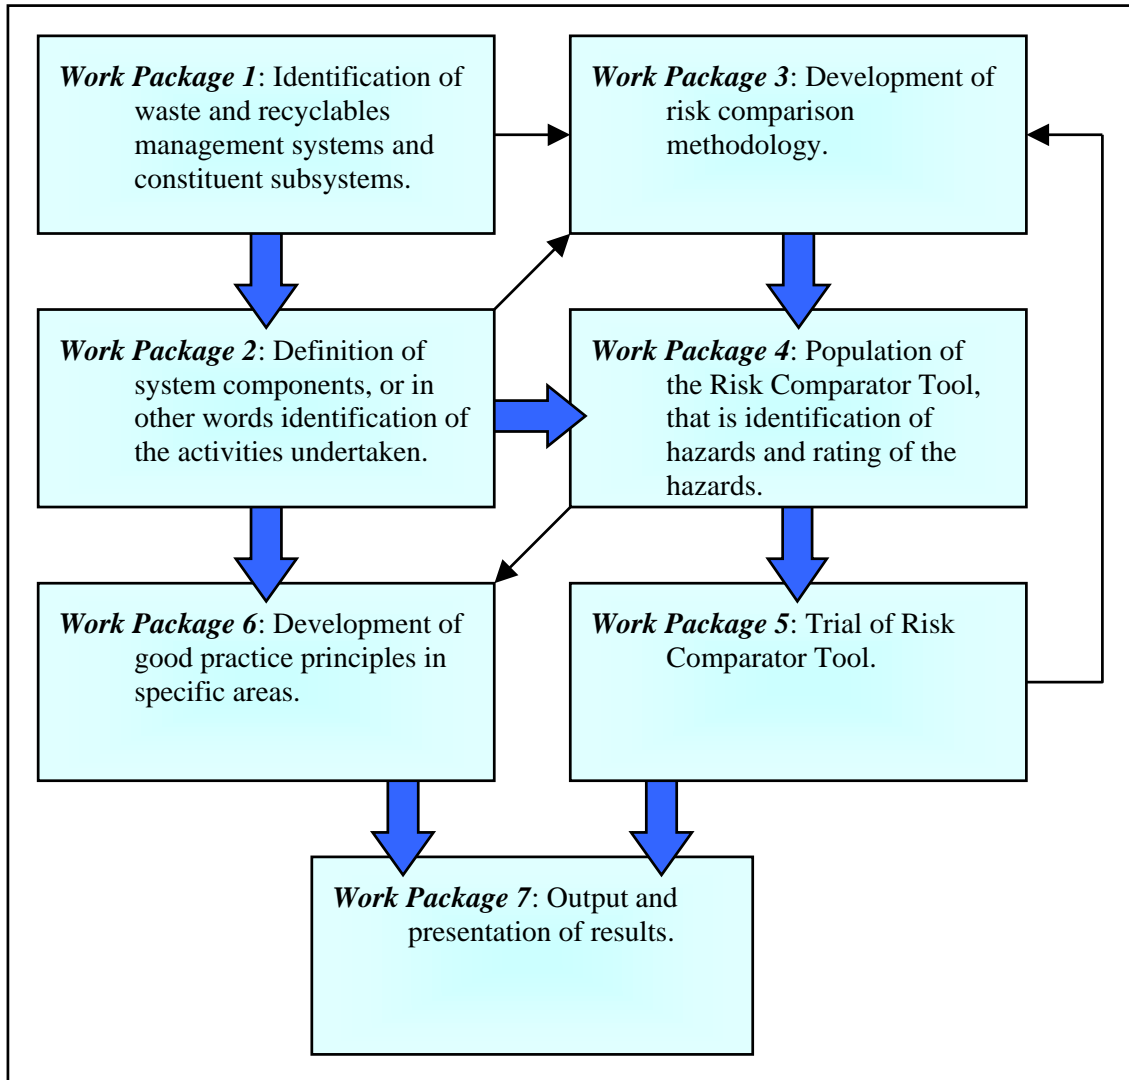 Work Package 1: Identification of
waste and recyclables
management systems and
constituent subsystems.
Work Package 3: Development of
risk comparison
methodology.
Work Package 2: Definition of
system components, or in
other words identification of
the activities undertaken.
Work Package 4: Population of
the Risk Comparator Tool,
that is identification of
hazards and rating of the
hazards.
Work Package 6: Development of
good practice principles in
specific areas.
Work Package 5: Trial of Risk
Comparator Tool.
Work Package 7: Output and
presentation of results.